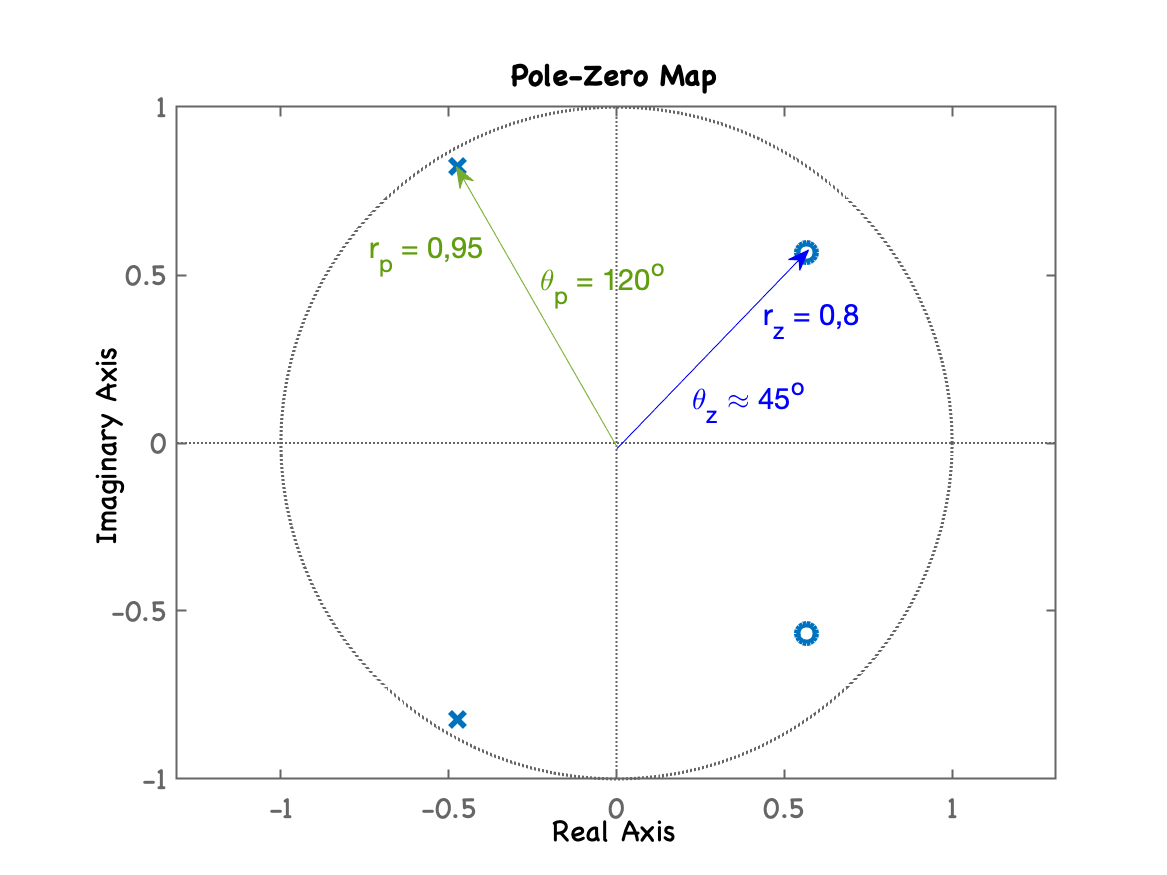 Pole-Zero Map
1
0.5
0
-0.5
-1
Imaginary Axis
r_p = 0,95
θ_p = 120°
r_z = 0,8
θ_z ≈ 45°
-1 -0.5 0 0.5 1
Real Axis